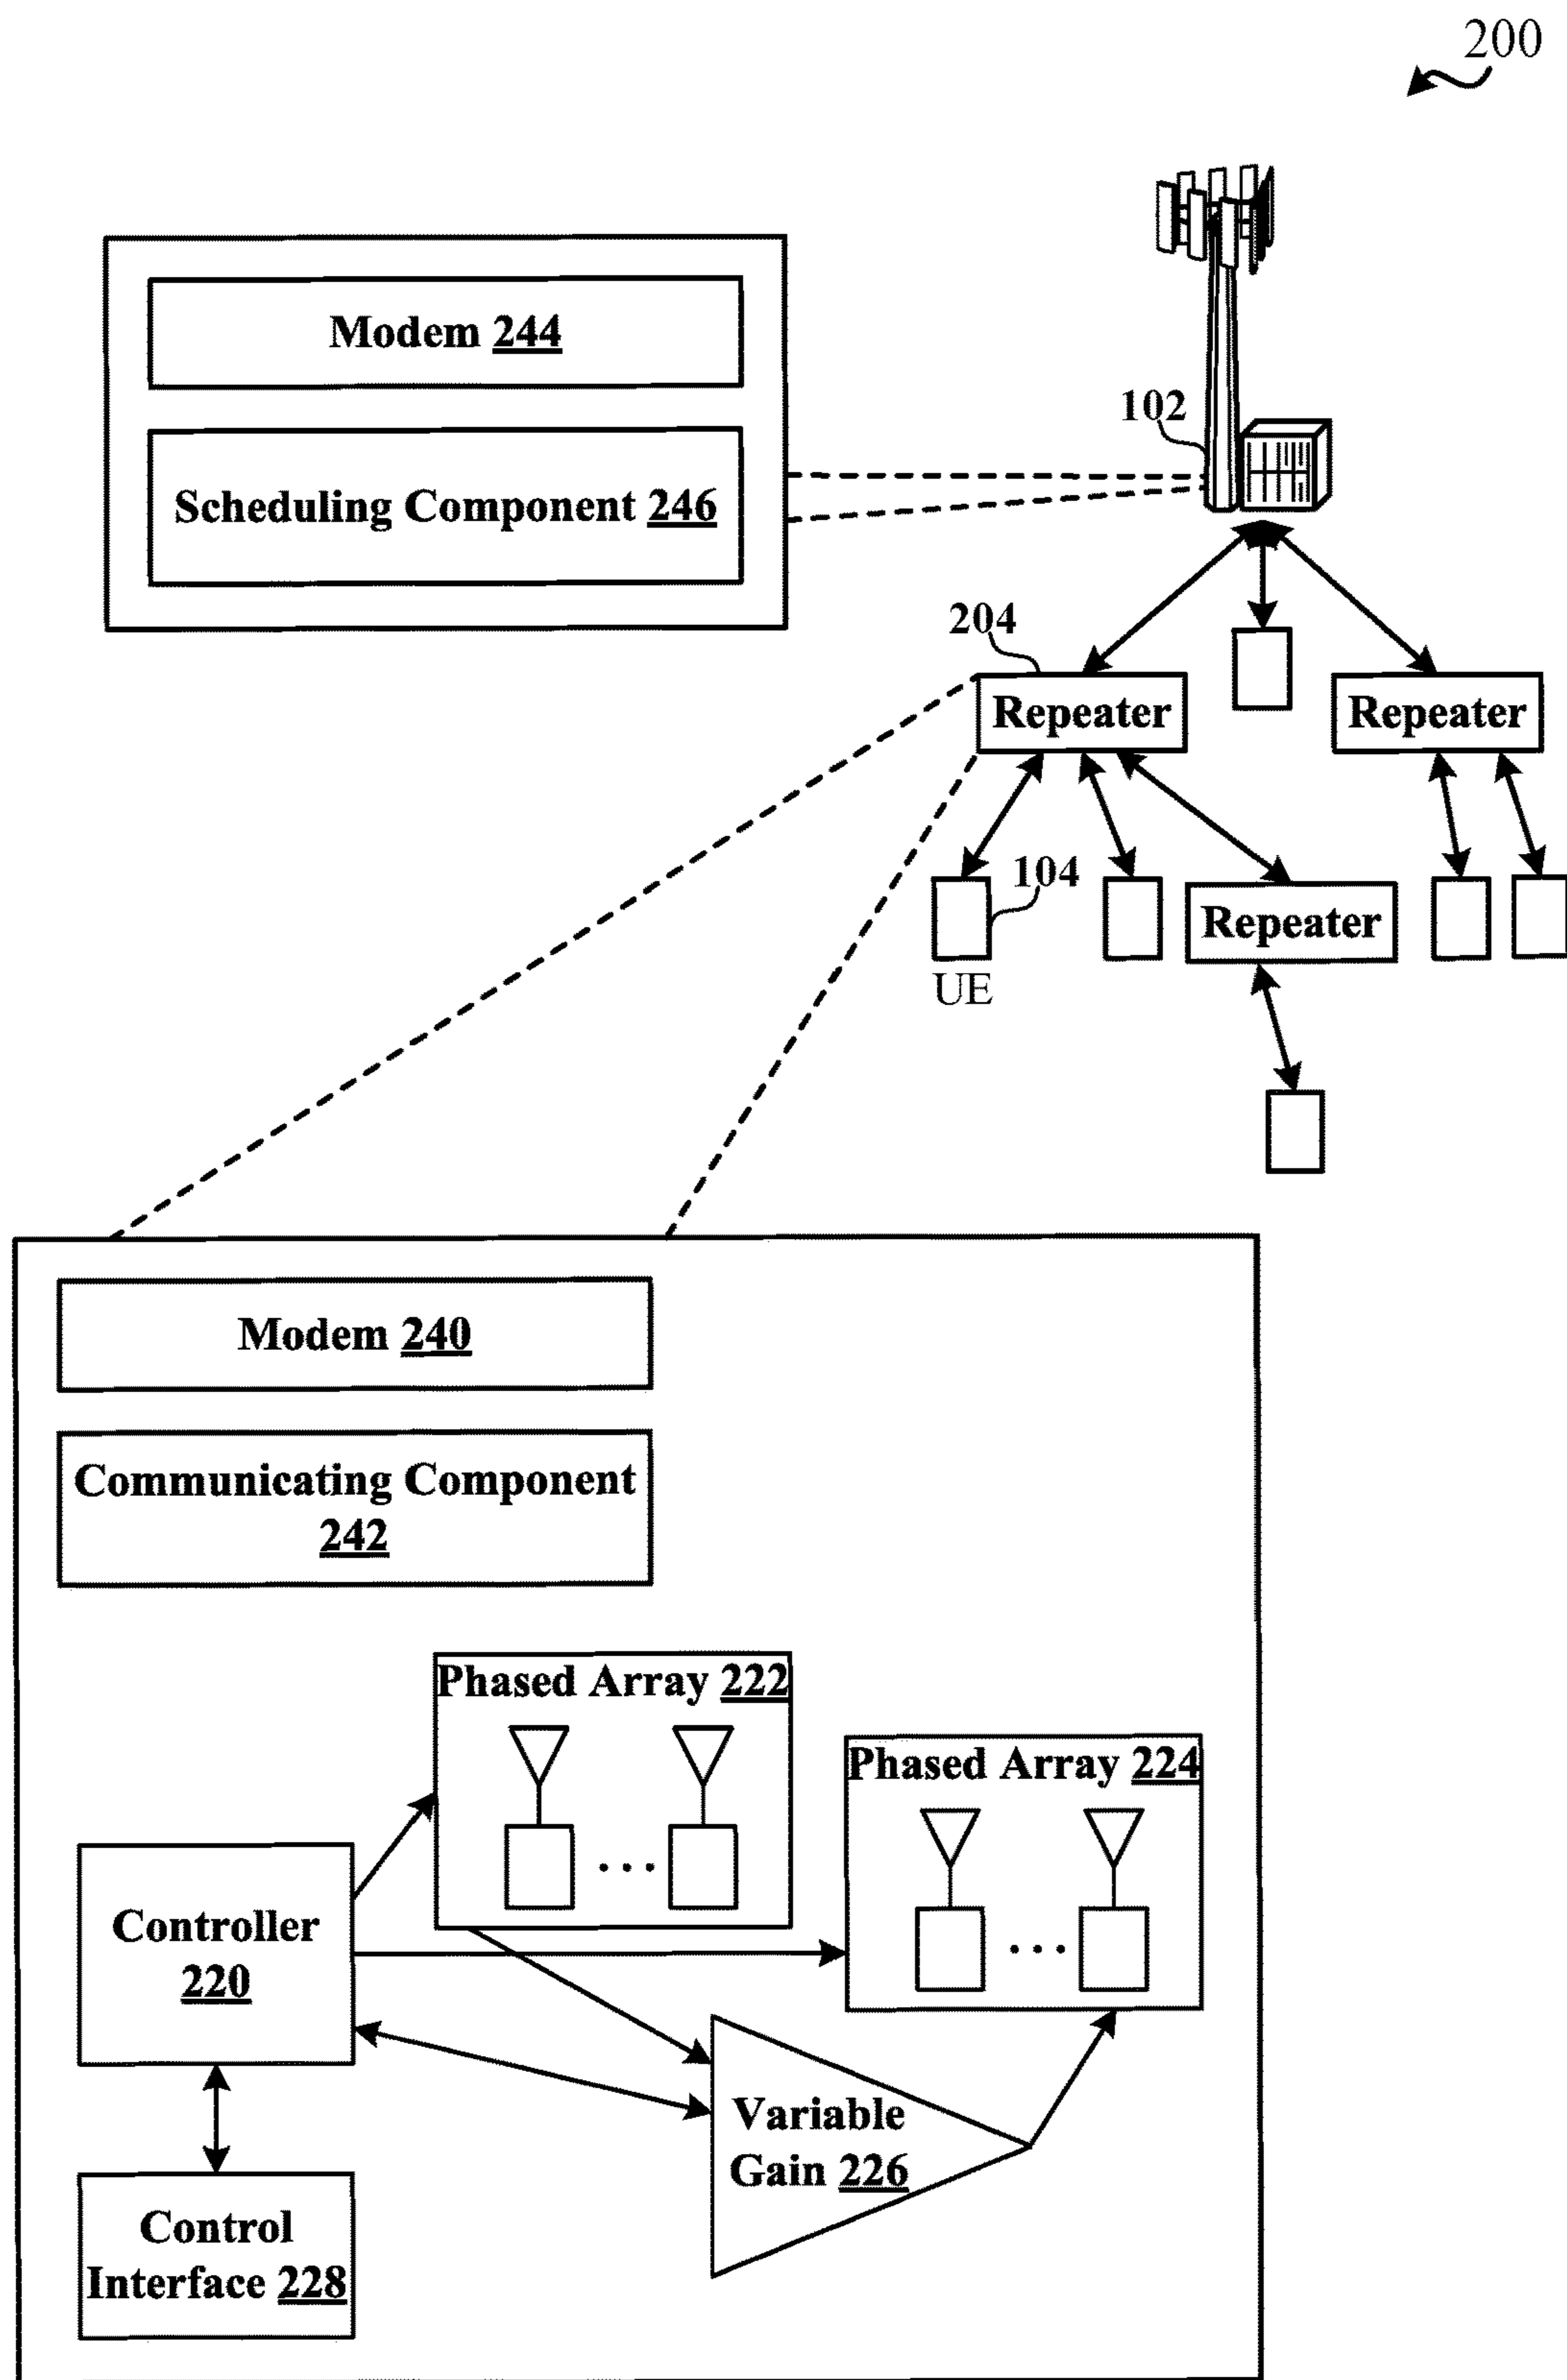 200
Modem 244
102
Scheduling Component 246
204
Repeater
Repeater
104
Repeater
UE
Modem 240
Communicating Component
242
Phased Array 222
Phased Array 224
Controller
220
Variable
Gain 226
Control
Interface 228